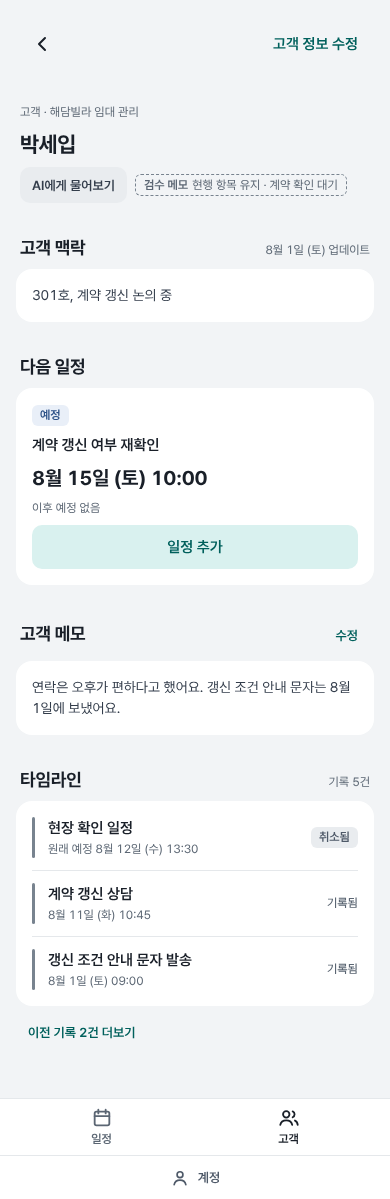 고객 정보 수정
고객 · 해담빌라 임대 관리
박세입
AI에게 물어보기
검수 메모 현행 항목 유지 · 계약 확인 대기
고객 맥락
8월 1일 (토) 업데이트
301호, 계약 갱신 논의 중
다음 일정
예정
계약 갱신 여부 재확인
8월 15일 (토) 10:00
이후 예정 없음
일정 추가
고객 메모
수정
연락은 오후가 편하다고 했어요. 갱신 조건 안내 문자는 8월
1일에 보냈어요.
타임라인
기록 5건
현장 확인 일정
원래 예정 8월 12일 (수) 13:30
취소됨
계약 갱신 상담
8월 11일 (화) 10:45
기록됨
갱신 조건 안내 문자 발송
8월 1일 (토) 09:00
기록됨
이전 기록 2건 더보기
일정
고객
계정